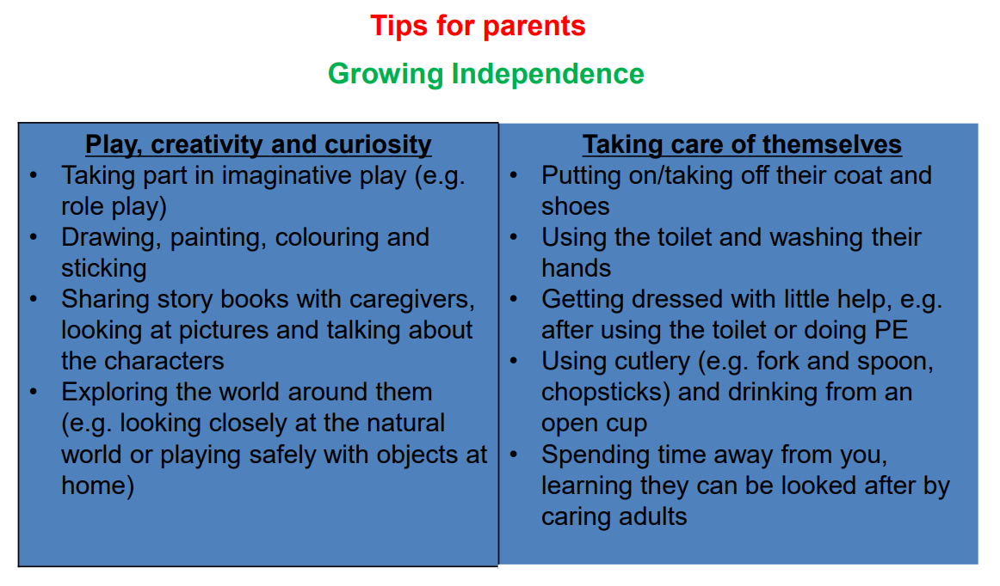 Tips for parents
Growing Independence
Play, creativity and curiosity
• Taking part in imaginative play (e.g.
role play)
• Drawing, painting, colouring and
sticking
• Sharing story books with caregivers,
looking at pictures and talking about
the characters
• Exploring the world around them
(e.g. looking closely at the natural
world or playing safely with objects at
home)
Taking care of themselves
• Putting on/taking off their coat and
shoes
• Using the toilet and washing their
hands
• Getting dressed with little help, e.g.
after using the toilet or doing PE
• Using cutlery (e.g. fork and spoon,
chopsticks) and drinking from an
open cup
• Spending time away from you,
learning they can be looked after by
caring adults